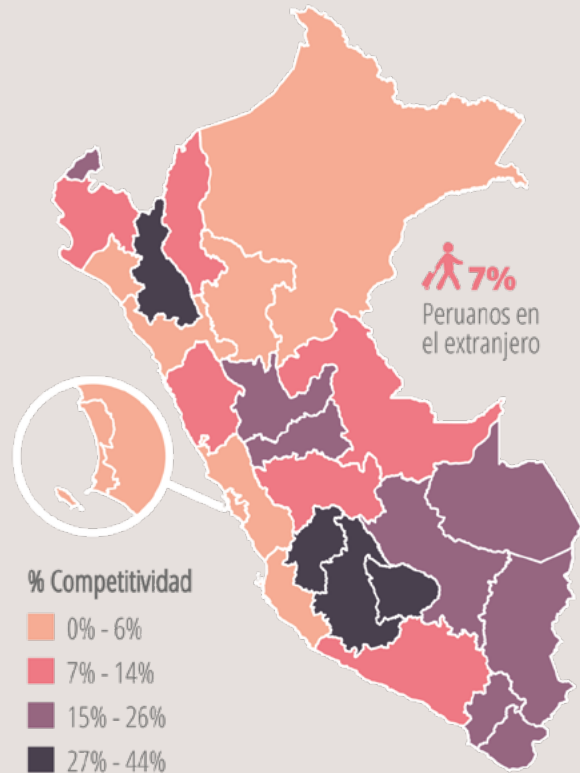 7%
Peruanos en
el extranjero
% Competitividad
0% - 6%
7% - 14%
15% - 26%
27% - 44%